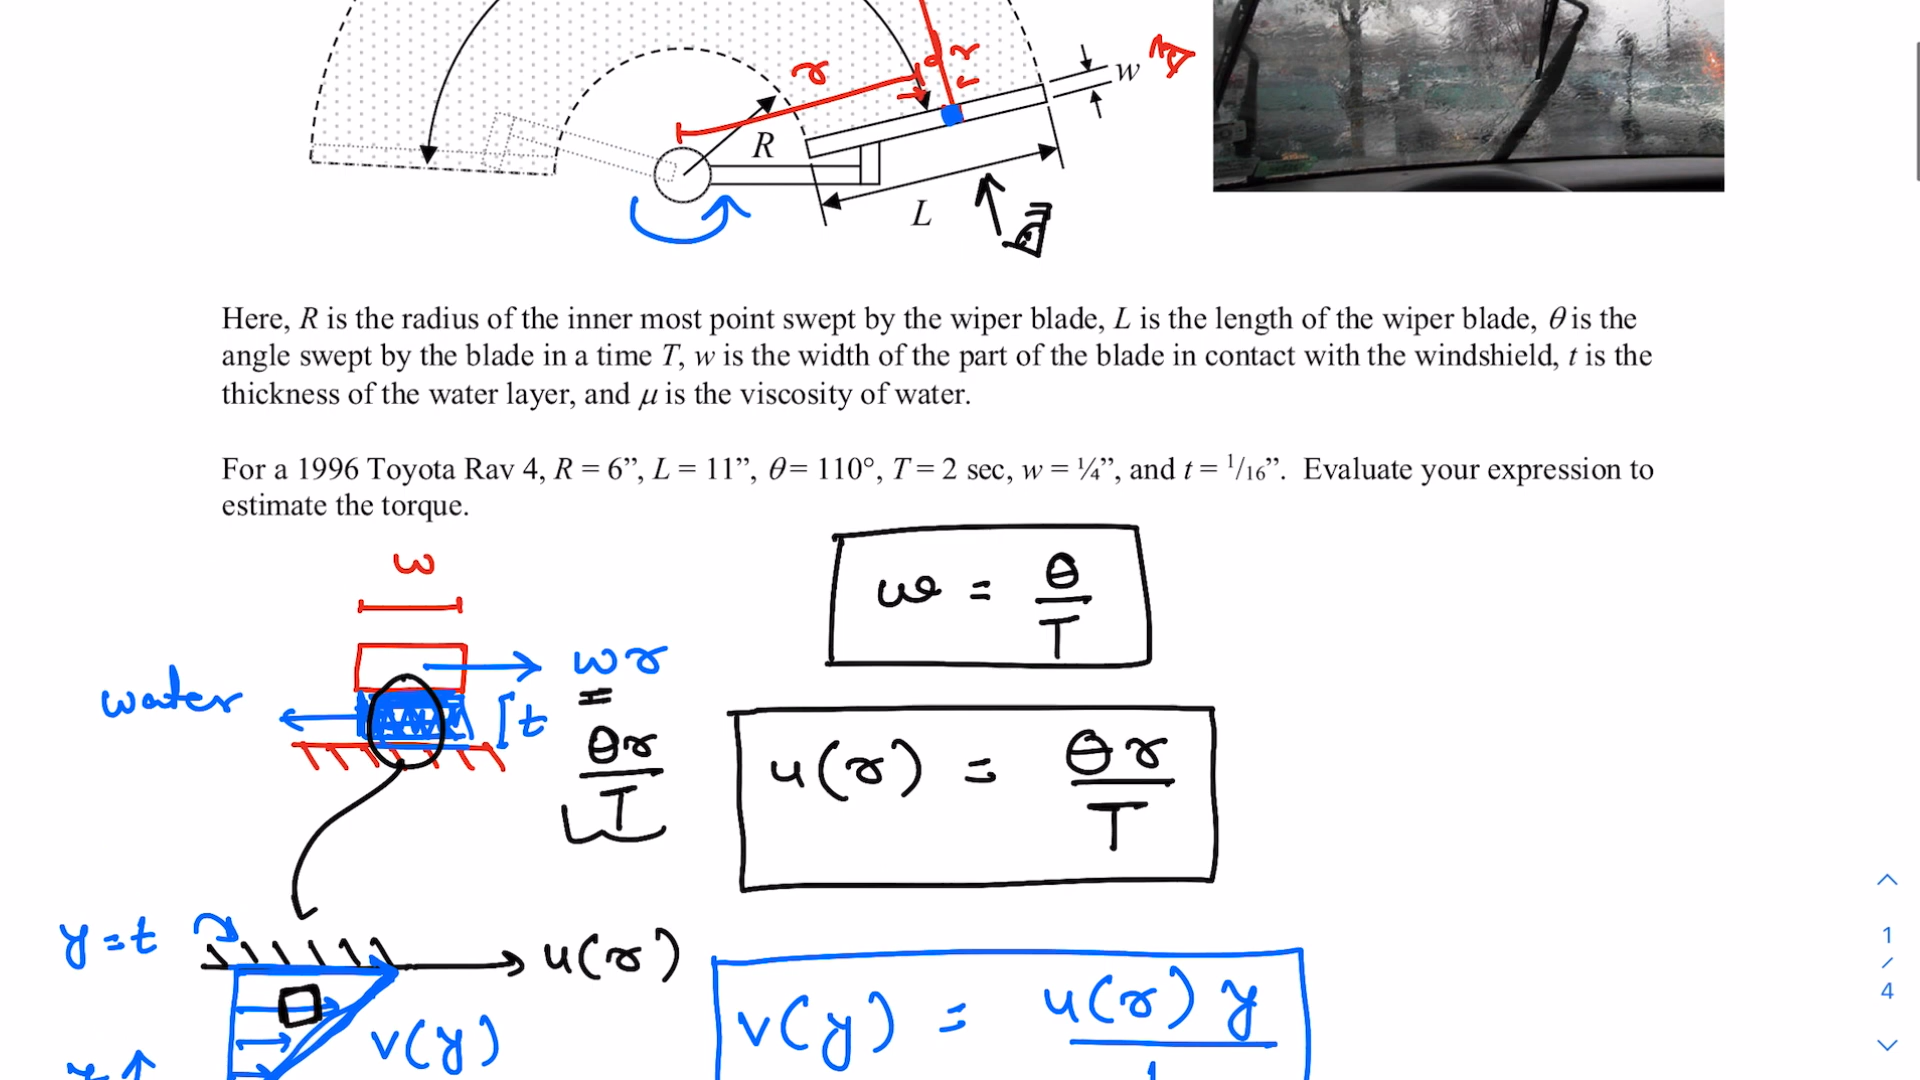 r
r
w
R
L
Here, R is the radius of the inner most point swept by the wiper blade, L is the length of the wiper blade, θ is the
angle swept by the blade in a time T, w is the width of the part of the blade in contact with the windshield, t is the
thickness of the water layer, and μ is the viscosity of water.
For a 1996 Toyota Rav 4, R = 6”, L = 11”, θ= 110°, T = 2 sec, w = ¼”, and t = 1/16”. Evaluate your expression to
estimate the torque.
w
ω = θ/T
water
ωr
t
=
θr/T
u(r) = θr/T
y=t
u(r)
v(y)
v(y) = u(r) y
1
/
4